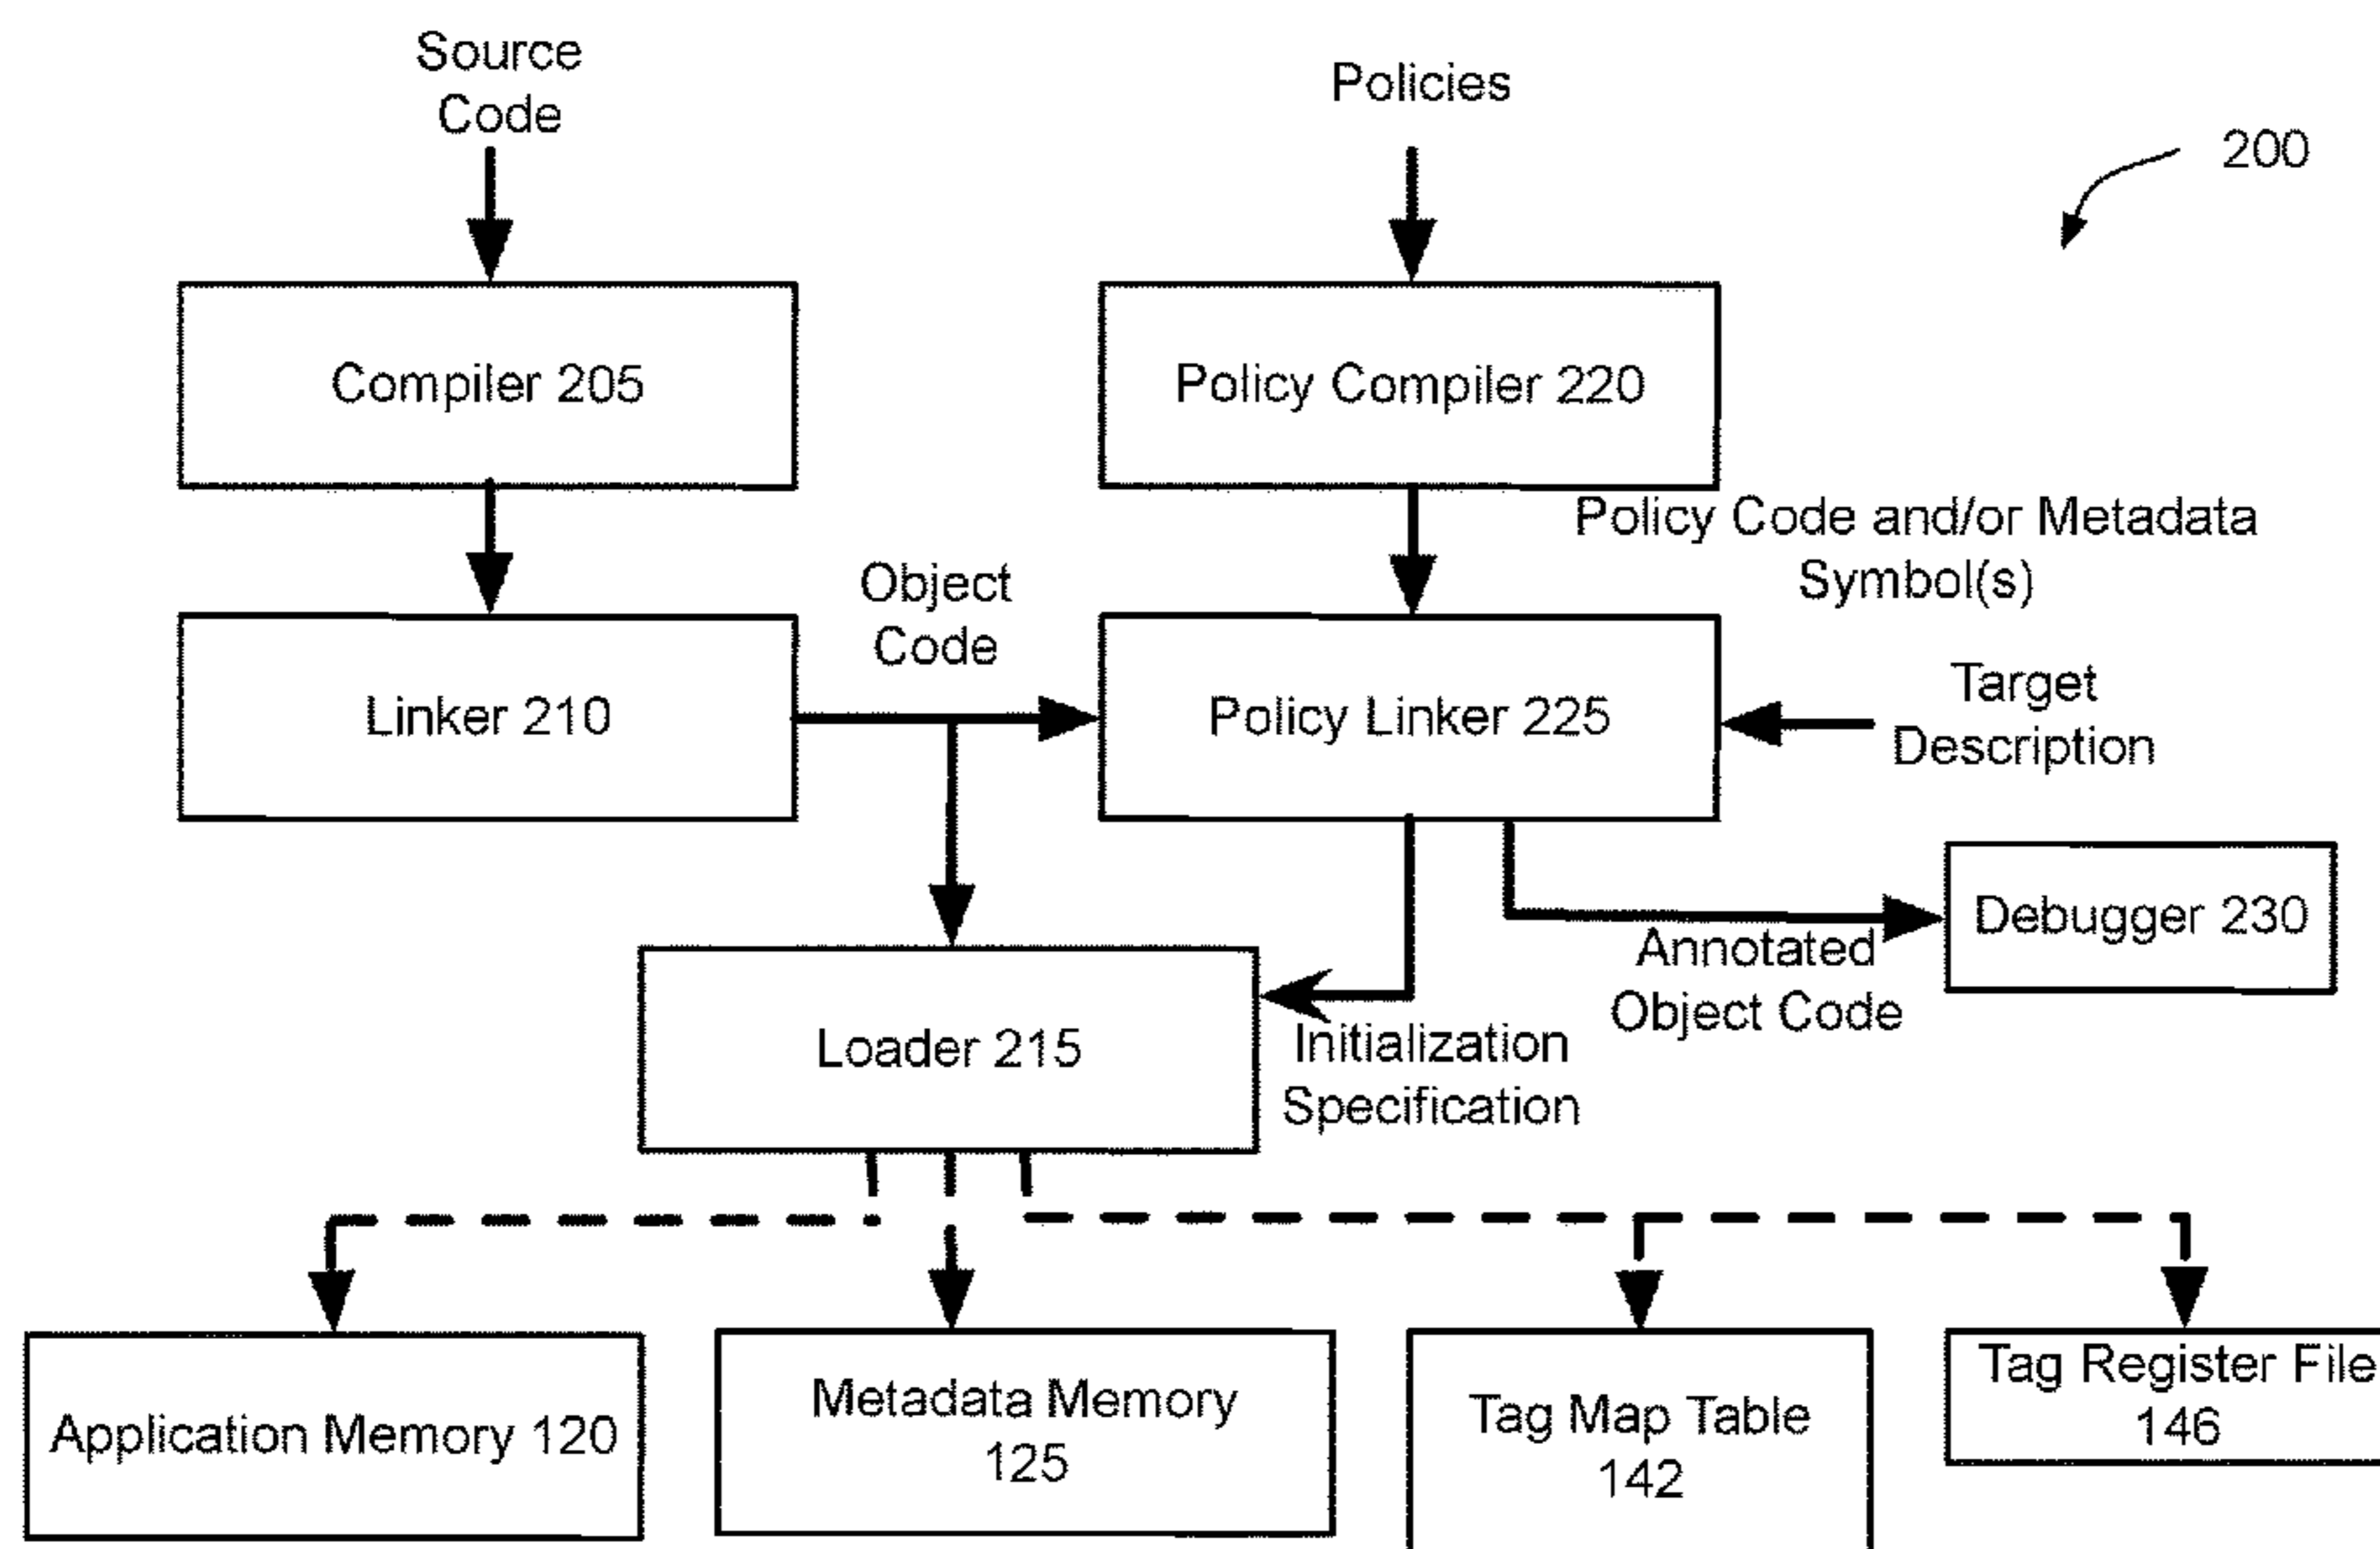 Source
Code
Policies
200
Compiler 205
Policy Compiler 220
Policy Code and/or Metadata
Symbol(s)
Object
Code
Linker 210
Policy Linker 225
Target
Description
Debugger 230
Annotated
Object Code
Loader 215
Initialization
Specification
Application Memory 120
Metadata Memory
125
Tag Map Table
142
Tag Register File
146